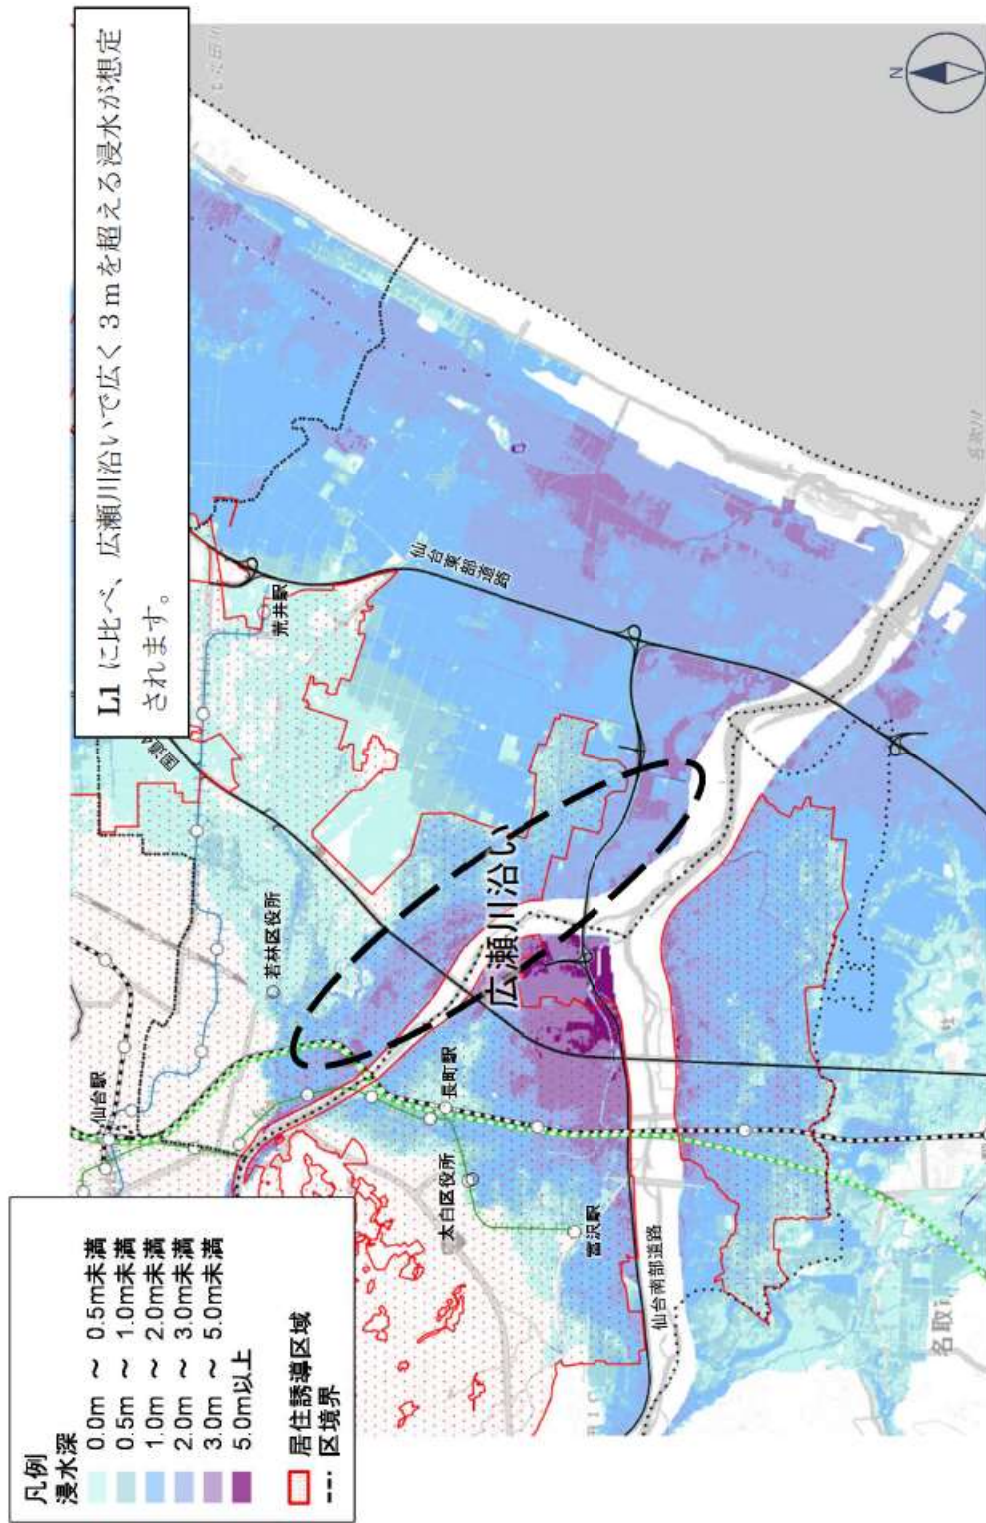 L1 に比べ、広瀬川沿いで広く 3mを超える浸水が想定
されます。
N
凡例
浸水深
0.0m ～ 0.5m未満
0.5m ～ 1.0m未満
1.0m ～ 2.0m未満
2.0m ～ 3.0m未満
3.0m ～ 5.0m未満
5.0m以上
居住誘導区域
区境界
仙台駅
国道4
荒井駅
若林区役所
仙台東部道路
広瀬川沿い
長町駅
太白区役所
富沢駅
仙台南部道路
名取
名取川